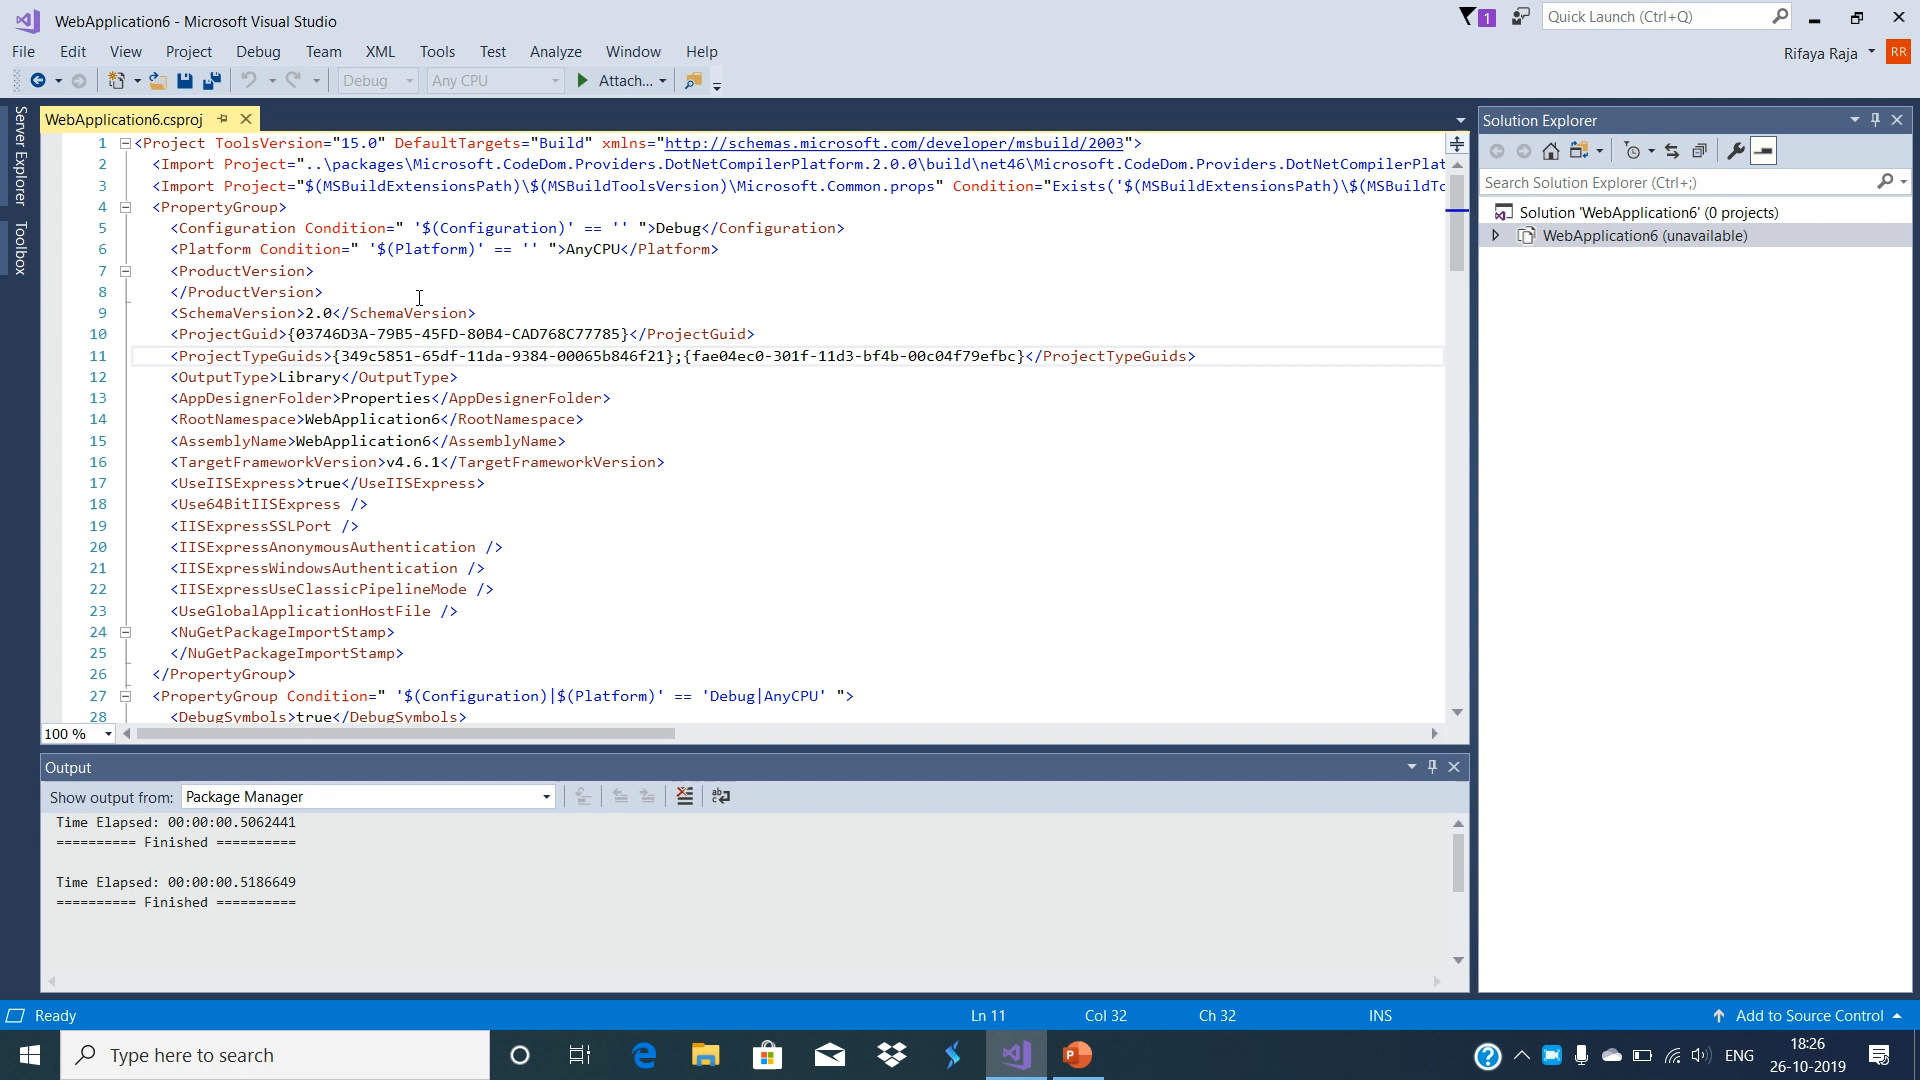 WebApplication6 - Microsoft Visual Studio
1
Quick Launch (Ctrl+Q)
File Edit View Project Debug Team XML Tools Test Analyze Window Help
Rifaya Raja RR
Debug Any CPU Attach...
Server Explorer
Toolbox
WebApplication6.csproj
1 <Project ToolsVersion="15.0" DefaultTargets="Build" xmlns="http://schemas.microsoft.com/developer/msbuild/2003">
2 <Import Project="..\packages\Microsoft.CodeDom.Providers.DotNetCompilerPlatform.2.0.0\build\net46\Microsoft.CodeDom.Providers.DotNetCompilerPlat
3 <Import Project="$(MSBuildExtensionsPath)\$(MSBuildToolsVersion)\Microsoft.Common.props" Condition="Exists('$(MSBuildExtensionsPath)\$(MSBuildTo
4 <PropertyGroup>
5 <Configuration Condition=" '$(Configuration)' == '' ">Debug</Configuration>
6 <Platform Condition=" '$(Platform)' == '' ">AnyCPU</Platform>
7 <ProductVersion>
8 </ProductVersion>
9 <SchemaVersion>2.0</SchemaVersion>
10 <ProjectGuid>{03746D3A-79B5-45FD-80B4-CAD768C77785}</ProjectGuid>
11 <ProjectTypeGuids>{349c5851-65df-11da-9384-00065b846f21};{fae04ec0-301f-11d3-bf4b-00c04f79efbc}</ProjectTypeGuids>
12 <OutputType>Library</OutputType>
13 <AppDesignerFolder>Properties</AppDesignerFolder>
14 <RootNamespace>WebApplication6</RootNamespace>
15 <AssemblyName>WebApplication6</AssemblyName>
16 <TargetFrameworkVersion>v4.6.1</TargetFrameworkVersion>
17 <UseIISExpress>true</UseIISExpress>
18 <Use64BitIISExpress />
19 <IISExpressSSLPort />
20 <IISExpressAnonymousAuthentication />
21 <IISExpressWindowsAuthentication />
22 <IISExpressUseClassicPipelineMode />
23 <UseGlobalApplicationHostFile />
24 <NuGetPackageImportStamp>
25 </NuGetPackageImportStamp>
26 </PropertyGroup>
27 <PropertyGroup Condition=" '$(Configuration)|$(Platform)' == 'Debug|AnyCPU' ">
28 <DebugSymbols>true</DebugSymbols>
100 %
Solution Explorer
Search Solution Explorer (Ctrl+;)
Solution 'WebApplication6' (0 projects)
WebApplication6 (unavailable)
Output
Show output from: Package Manager
Time Elapsed: 00:00:00.5062441
========== Finished ==========
Time Elapsed: 00:00:00.5186649
========== Finished ==========
Ready Ln 11 Col 32 Ch 32 INS Add to Source Control
Type here to search
ENG
18:26
26-10-2019